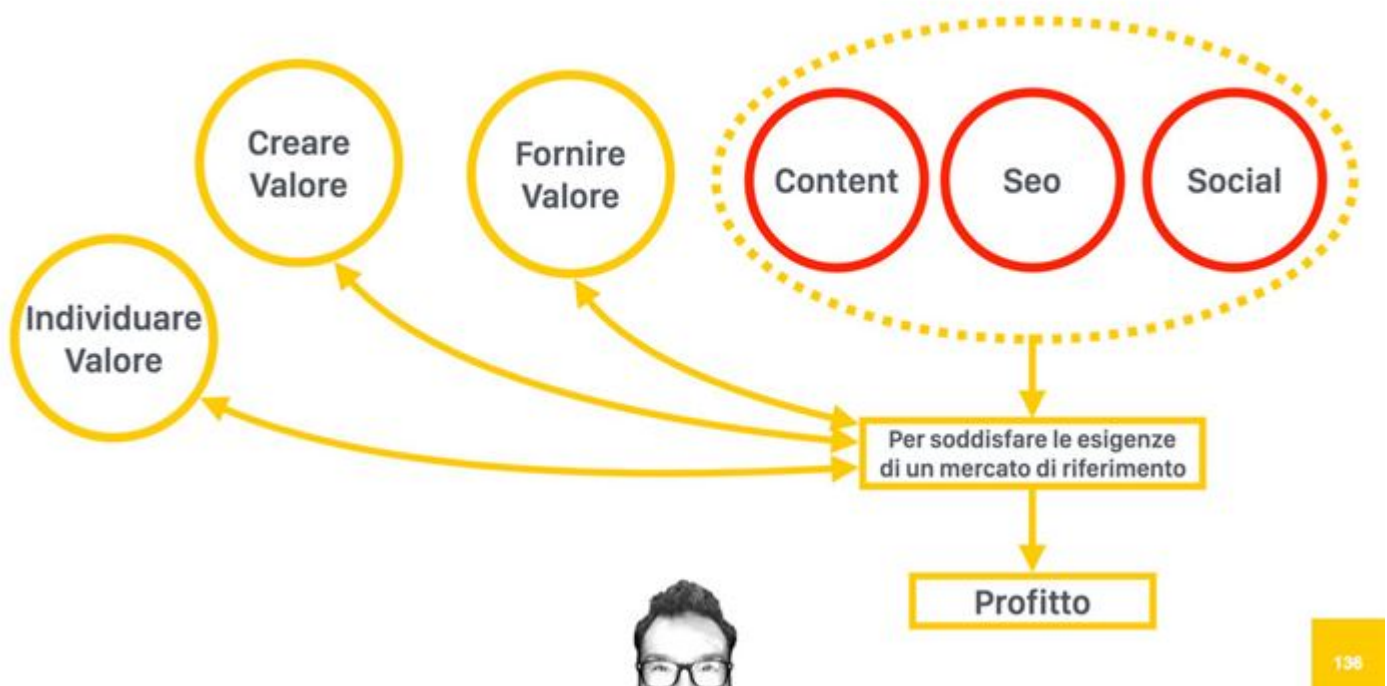 Creare
Valore
Fornire
Valore
Content
Seo
Social
Individuare
Valore
Per soddisfare le esigenze
di un mercato di riferimento
Profitto
136